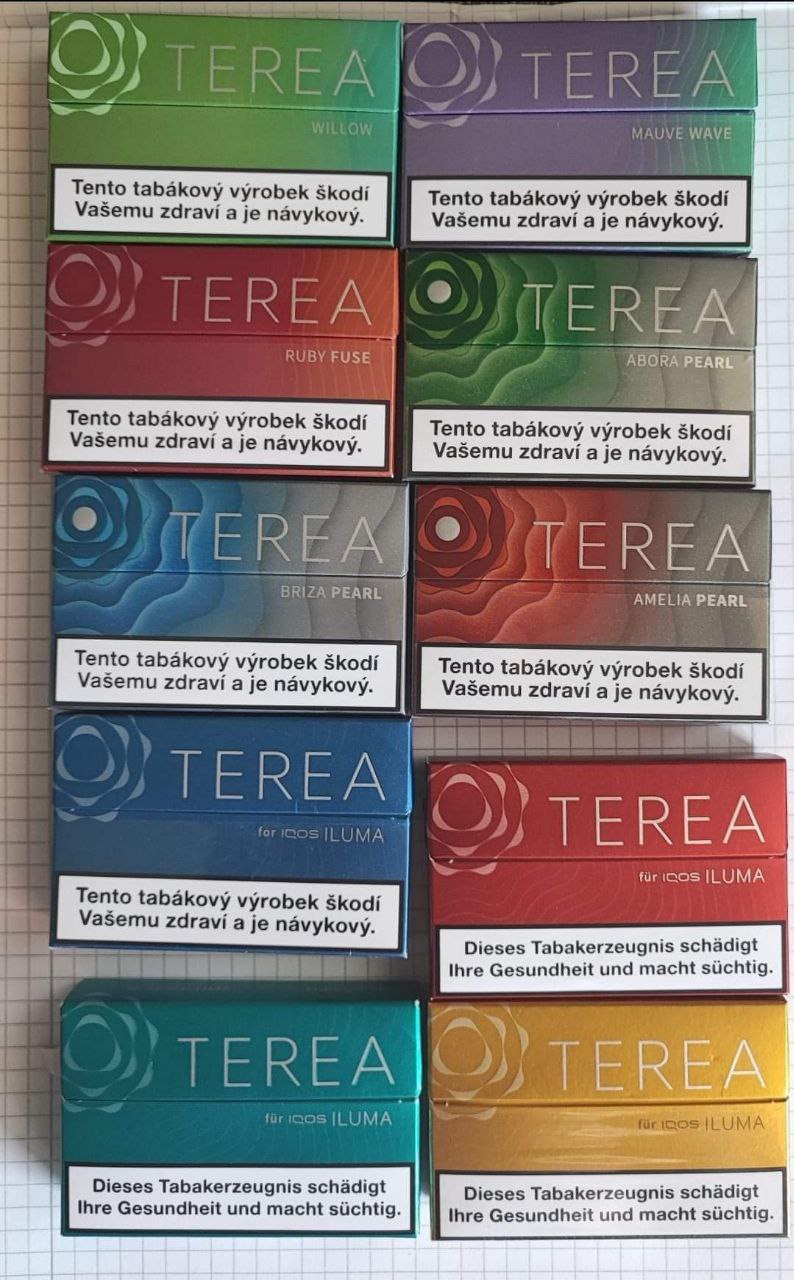 TEREA
WILLOW
Tento tabákový výrobek škodí
Vašemu zdraví a je návykový.
TEREA
MAUVE WAVE
Tento tabákový výrobek škodí
Vašemu zdraví a je návykový.
TEREA
RUBY FUSE
Tento tabákový výrobek škodí
Vašemu zdraví a je návykový.
TEREA
ABORA PEARL
Tento tabákový výrobek škodí
Vašemu zdraví a je návykový.
TEREA
BRIZA PEARL
Tento tabákový výrobek škodí
Vašemu zdraví a je návykový.
TEREA
AMELIA PEARL
Tento tabákový výrobek škodí
Vašemu zdraví a je návykový.
TEREA
for IQOS ILUMA
Tento tabákový výrobek škodí
Vašemu zdraví a je návykový.
TEREA
für IQOS ILUMA
Dieses Tabakerzeugnis schädigt
Ihre Gesundheit und macht süchtig.
TEREA
für IQOS ILUMA
Dieses Tabakerzeugnis schädigt
Ihre Gesundheit und macht süchtig.
TEREA
für IQOS ILUMA
Dieses Tabakerzeugnis schädigt
Ihre Gesundheit und macht süchtig.